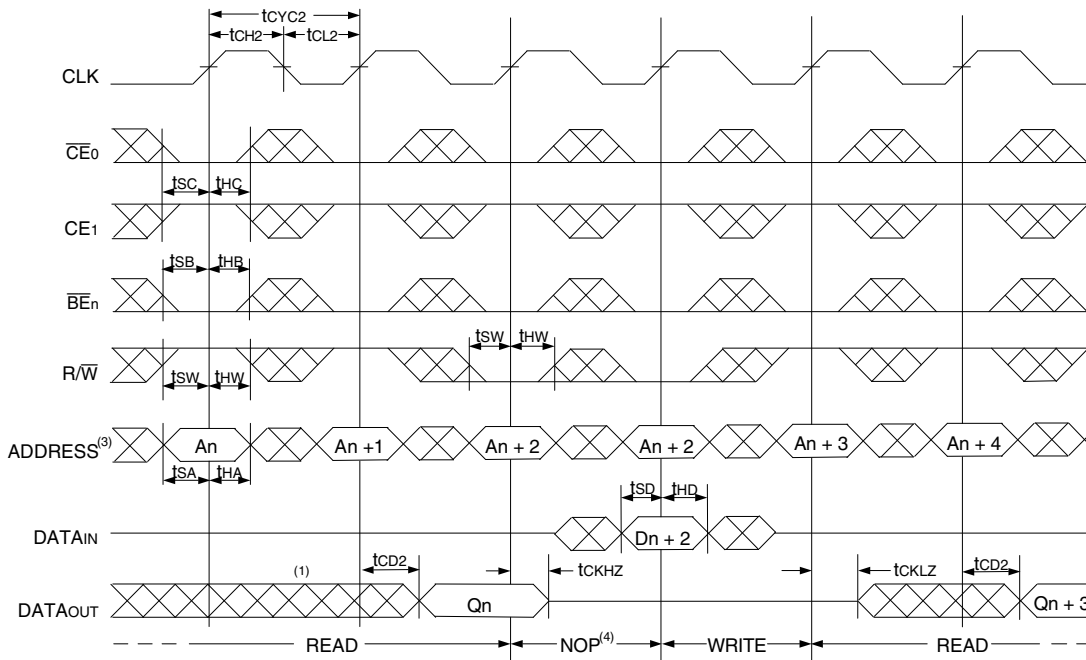 tCYC2
tCH2 tCL2
CLK
CE0
tSC tHC
CE1
tSB tHB
BEn
tSW tHW
R/W
tSW tHW
ADDRESS(3) An An +1 An + 2 An + 2 An + 3 An + 4
tSA tHA
tSD tHD
DATAIN Dn + 2
(1) tCD2 tCKHZ tCKLZ tCD2
DATAOUT Qn Qn + 3
READ NOP(4) WRITE READ